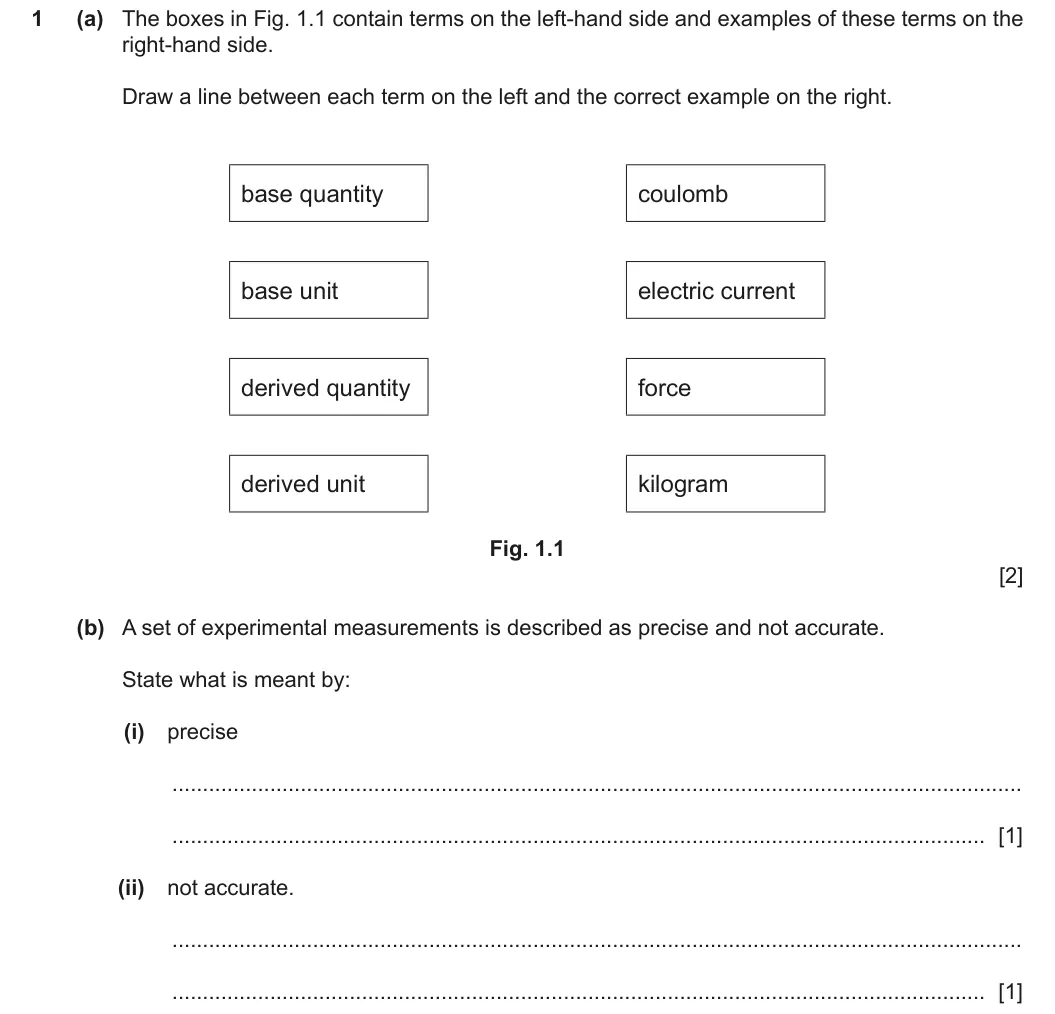 1 (a) The boxes in Fig. 1.1 contain terms on the left-hand side and examples of these terms on the
right-hand side.
Draw a line between each term on the left and the correct example on the right.
base quantity coulomb
base unit electric current
derived quantity force
derived unit kilogram
Fig. 1.1
[2]
(b) A set of experimental measurements is described as precise and not accurate.
State what is meant by:
(i) precise
..........................................................................................................................................
.................................................................................................................................... [1]
(ii) not accurate.
..........................................................................................................................................
.................................................................................................................................... [1]